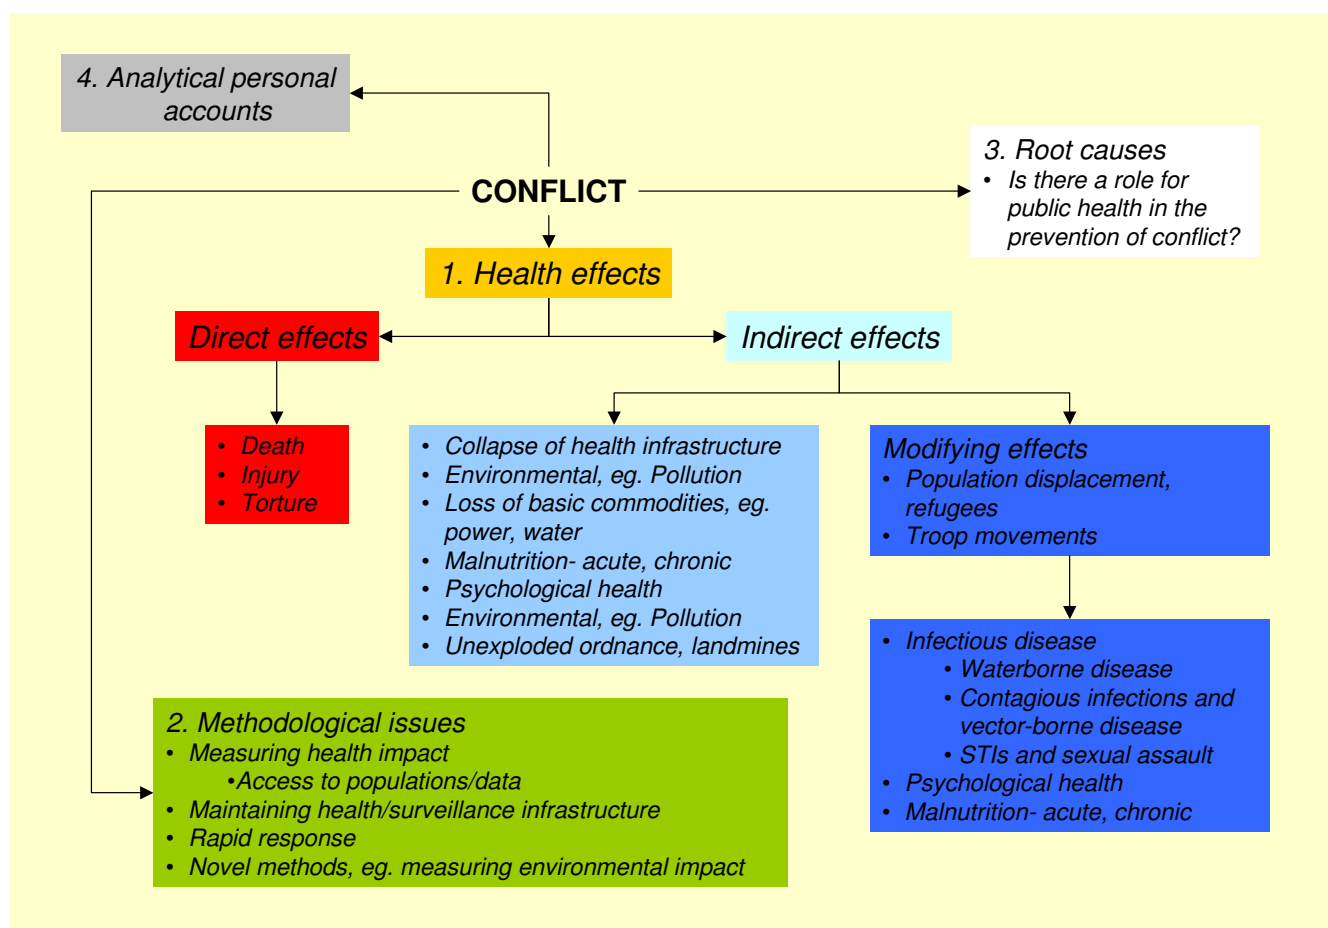 4. Analytical personal
accounts
CONFLICT
3. Root causes
• Is there a role for
public health in the
prevention of conflict?
1. Health effects
Direct effects
Indirect effects
• Death
• Injury
• Torture
• Collapse of health infrastructure
• Environmental, eg. Pollution
• Loss of basic commodities, eg.
power, water
• Malnutrition- acute, chronic
• Psychological health
• Environmental, eg. Pollution
• Unexploded ordnance, landmines
Modifying effects
• Population displacement,
refugees
• Troop movements
• Infectious disease
• Waterborne disease
• Contagious infections and
vector-borne disease
• STIs and sexual assault
• Psychological health
• Malnutrition- acute, chronic
2. Methodological issues
• Measuring health impact
•Access to populations/data
• Maintaining health/surveillance infrastructure
• Rapid response
• Novel methods, eg. measuring environmental impact